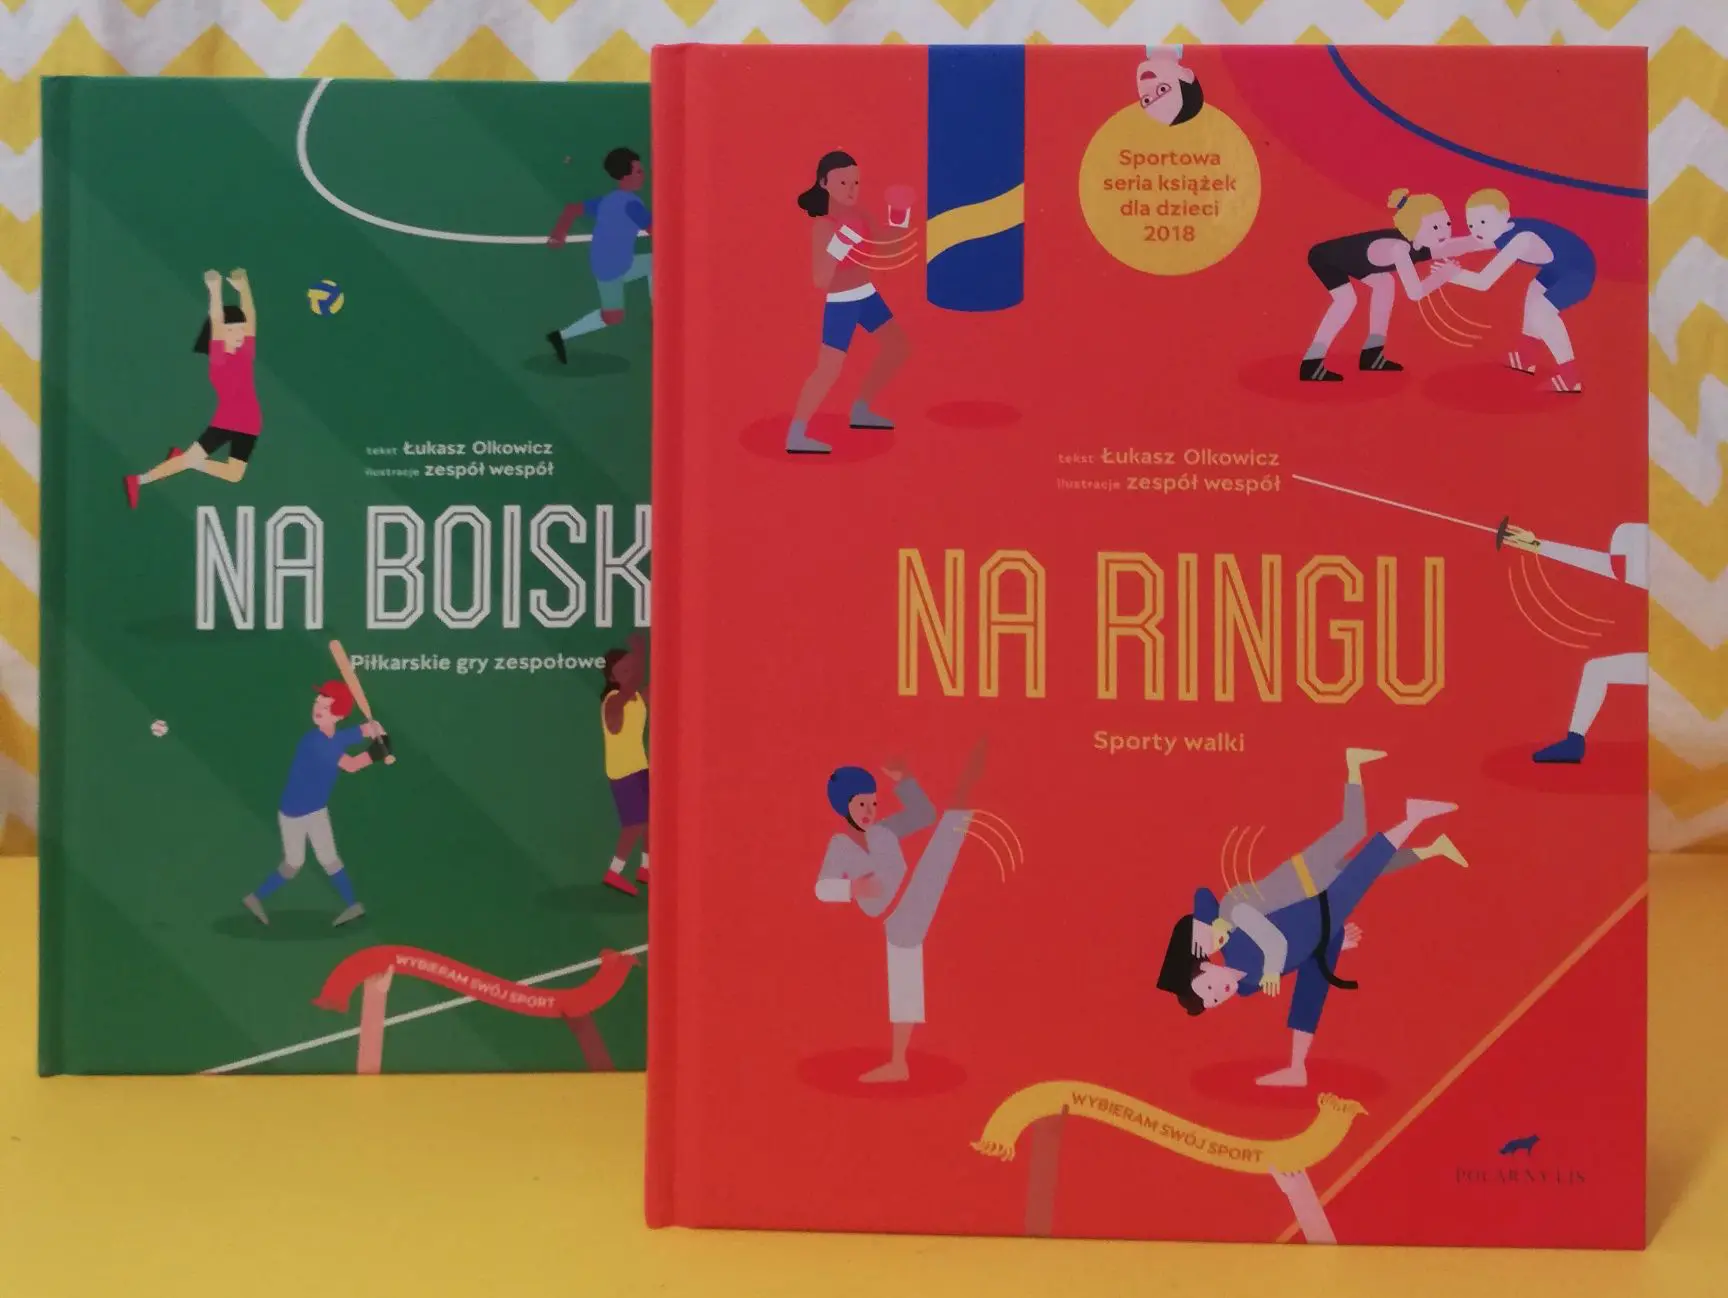 tekst Łukasz Olkowicz
ilustracje zespół wespół
NA BOISK
Piłkarskie gry zespołowe
WYBIERAM SWÓJ SPORT
Sportowa
seria książek
dla dzieci
2018
tekst Łukasz Olkowicz
ilustracje zespół wespół
NA RINGU
Sporty walki
WYBIERAM SWÓJ SPORT
POLARNY LIS